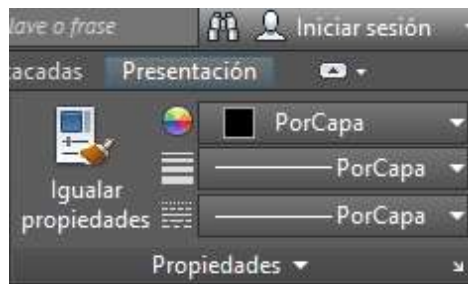 lave o frase
Iniciar sesión
acadas Presentación
PorCapa
PorCapa
Igualar
propiedades
PorCapa
Propiedades